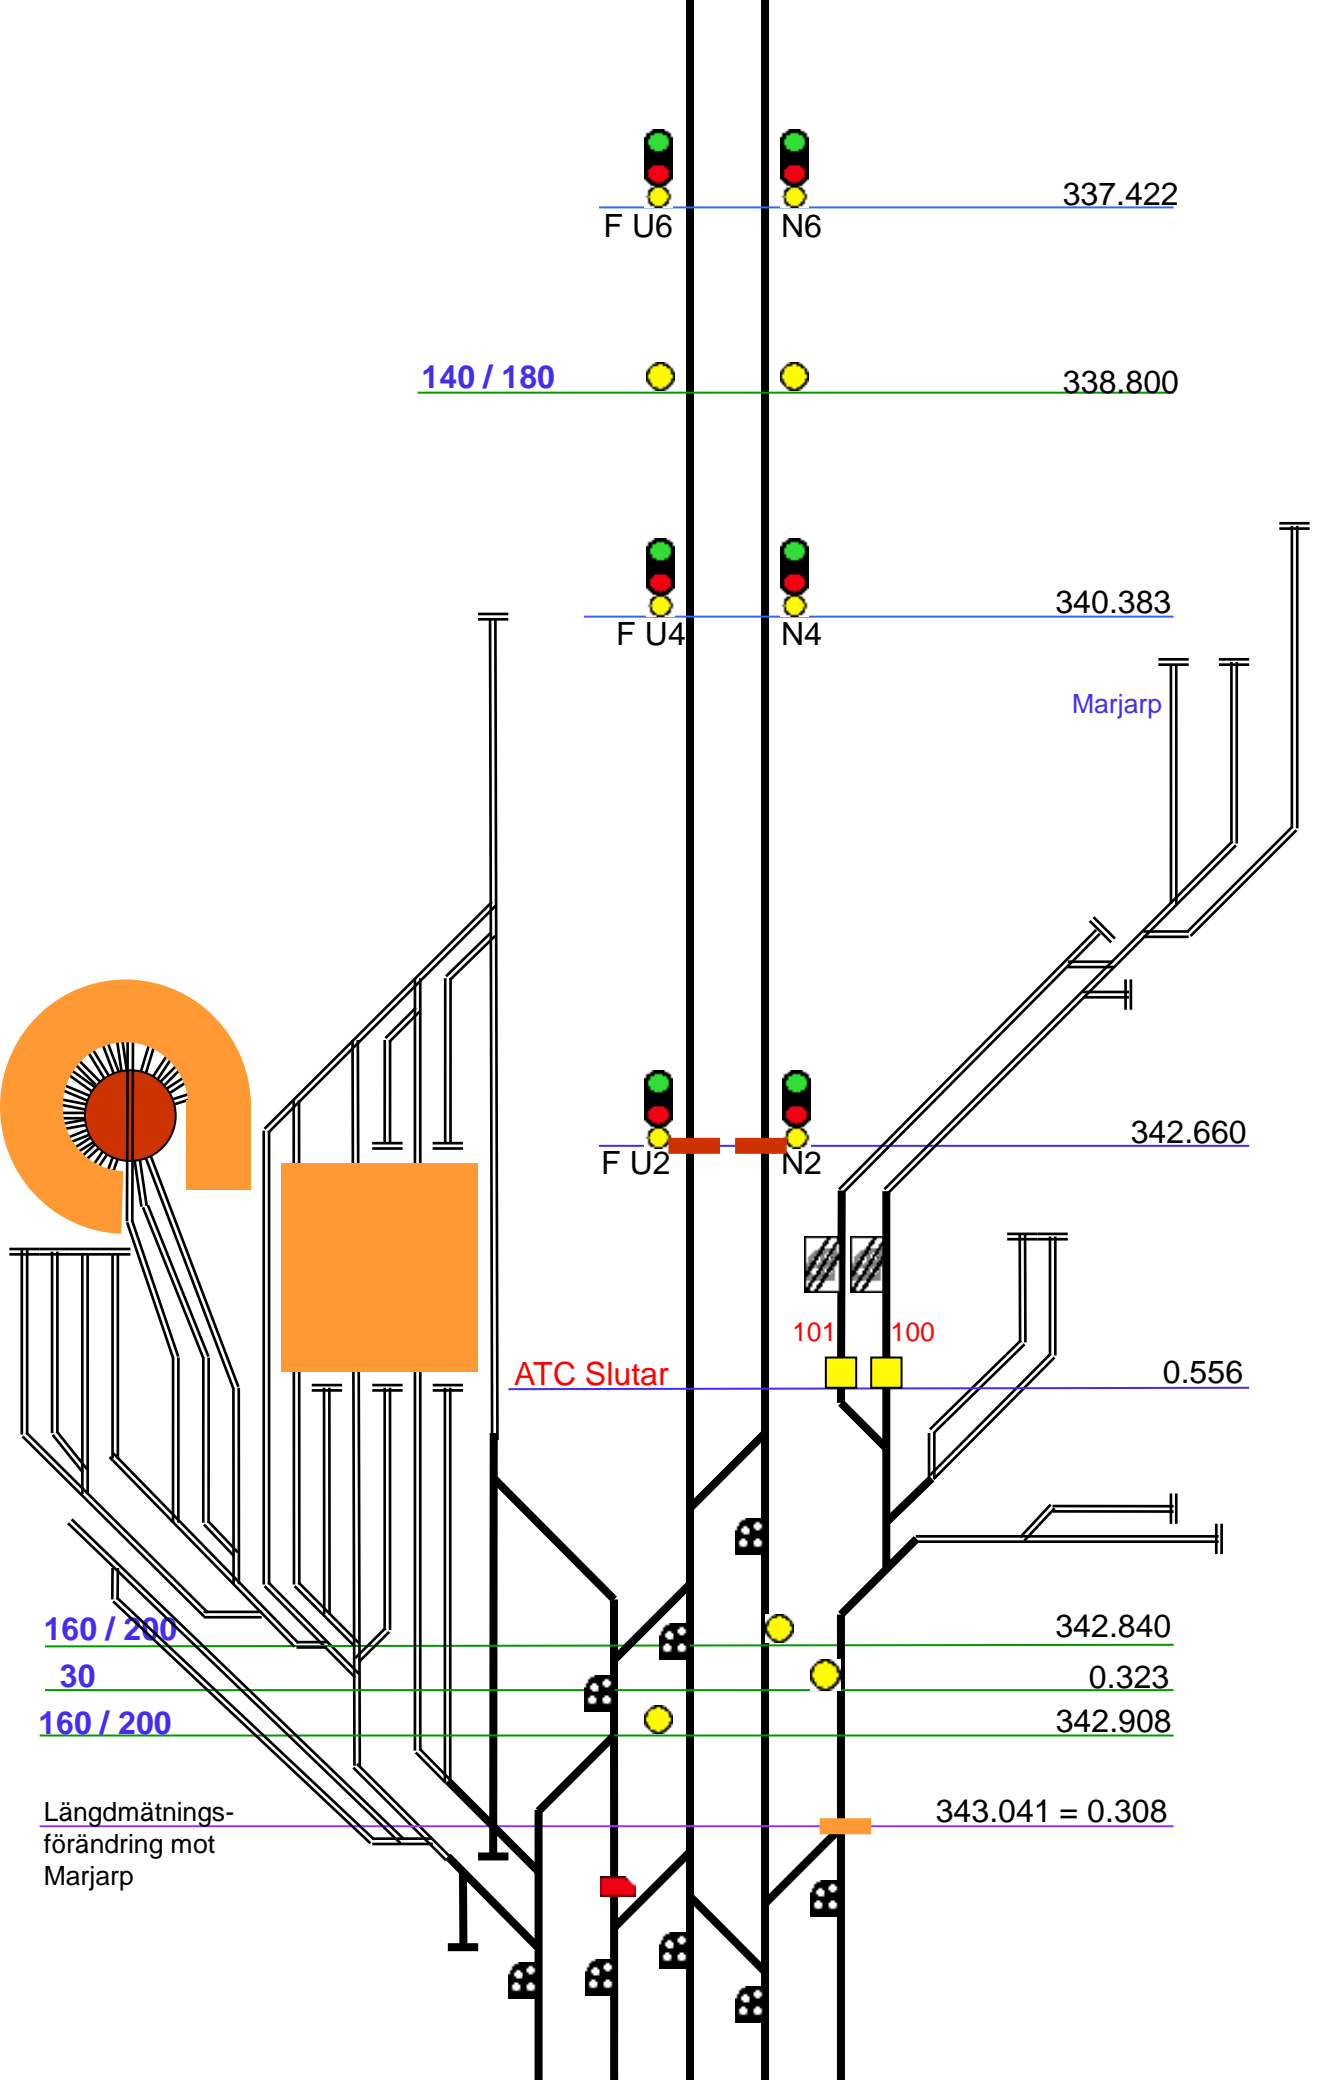 337.422
F U6 N6
140 / 180 338.800
340.383
F U4 N4
Marjarp
342.660
F U2 N2
101 100
ATC Slutar 0.556
160 / 200 342.840
30 0.323
160 / 200 342.908
Längdmätnings-
förändring mot
Marjarp
343.041 = 0.308